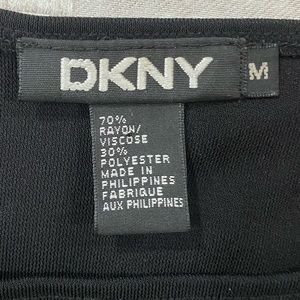 DKNY
M
70%
RAYON/
VISCOSE
30%
POLYESTER
MADE IN
PHILIPPINES
FABRIQUE
AUX PHILIPPINES